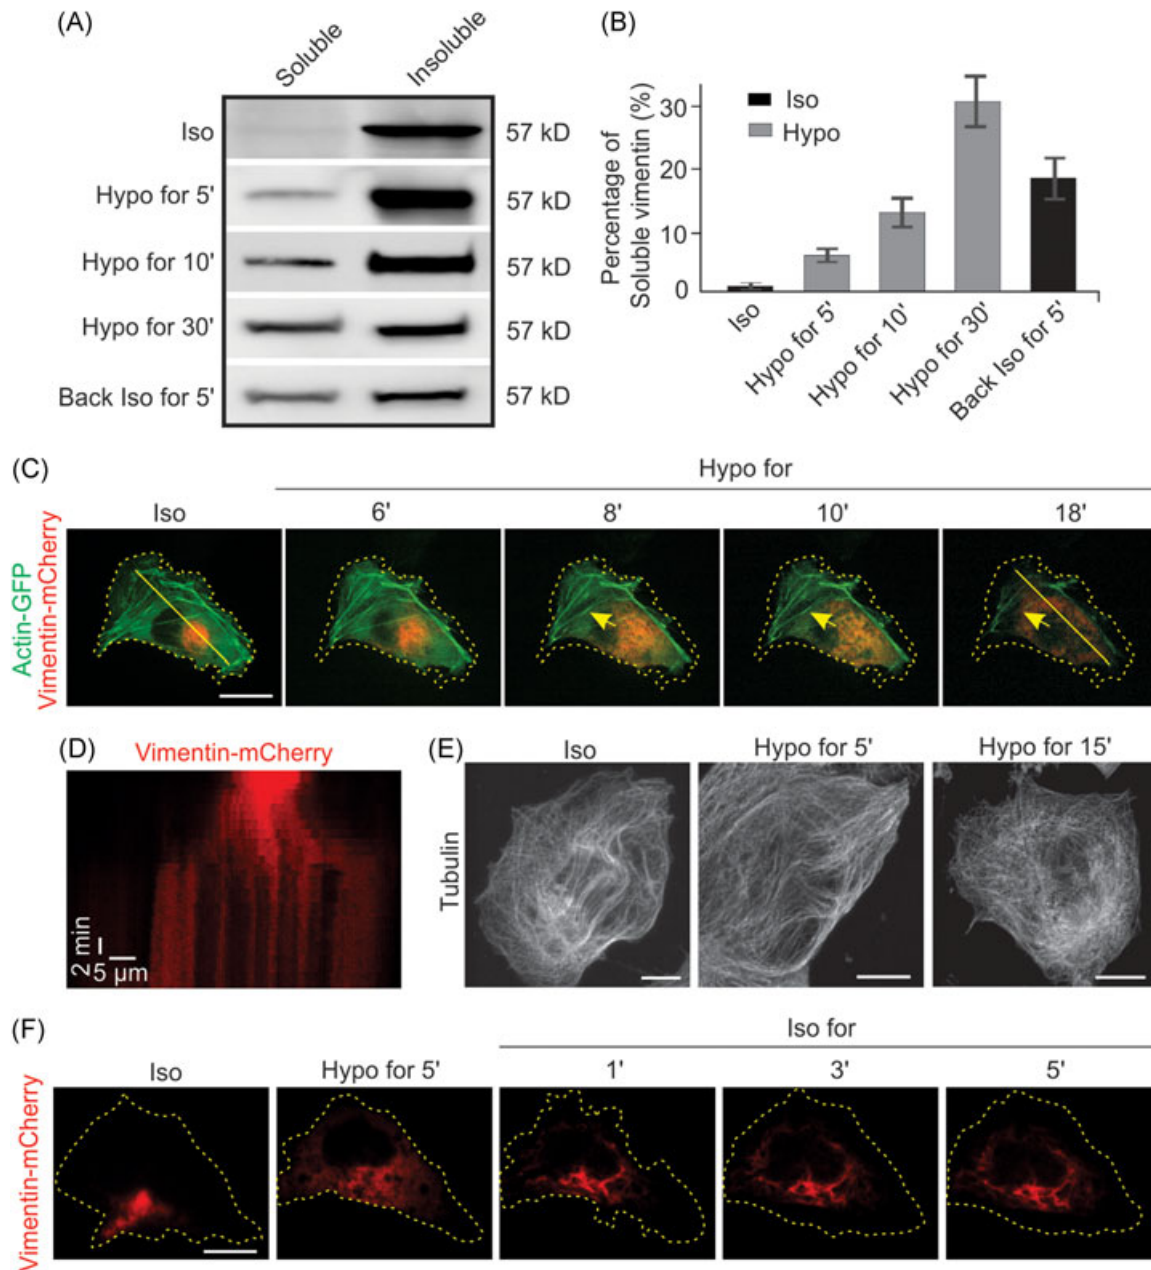 (A)
Soluble
Insoluble
Iso
57 kD
Hypo for 5'
57 kD
Hypo for 10'
57 kD
Hypo for 30'
57 kD
Back Iso for 5'
57 kD
(B)
Percentage of
Soluble vimentin (%)
30
20
10
0
Iso
Hypo
Iso
Hypo for 5'
Hypo for 10'
Hypo for 30'
Back Iso for 5'
(C)
Hypo for
Iso
6'
8'
10'
18'
Actin-GFP
Vimentin-mCherry
(D)
Vimentin-mCherry
2 min
5 µm
(E)
Iso
Hypo for 5'
Hypo for 15'
Tubulin
(F)
Iso for
Iso
Hypo for 5'
1'
3'
5'
Vimentin-mCherry